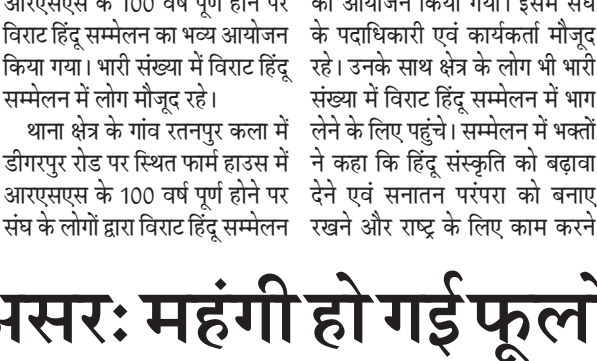 आरएसएस के 100 वर्ष पूर्ण होने पर
विराट हिंदू सम्मेलन का भव्य आयोजन
किया गया। भारी संख्या में विराट हिंदू
सम्मेलन में लोग मौजूद रहे।
थाना क्षेत्र के गांव रतनपुर कला में
डीगरपुर रोड पर स्थित फार्म हाउस में
आरएसएस के 100 वर्ष पूर्ण होने पर
संघ के लोगों द्वारा विराट हिंदू सम्मेलन
का आयोजन किया गया। इसमें संघ
के पदाधिकारी एवं कार्यकर्ता मौजूद
रहे। उनके साथ क्षेत्र के लोग भी भारी
संख्या में विराट हिंदू सम्मेलन में भाग
लेने के लिए पहुंचे। सम्मेलन में भक्तों
ने कहा कि हिंदू संस्कृति को बढ़ावा
देने एवं सनातन परंपरा को बनाए
रखने और राष्ट्र के लिए काम करने
महंगी हो गई